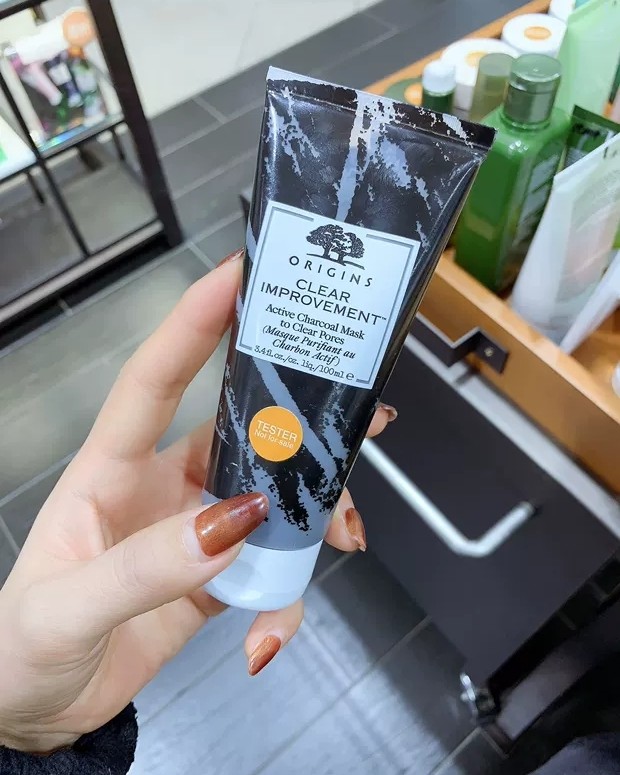 ORIGINS
CLEAR
IMPROVEMENT™
Active Charcoal Mask
to Clear Pores
(Masque Purifiant au
Charbon Actif)
3.4 fl.oz./oz. liq./100ml e
TESTER
Not for sale